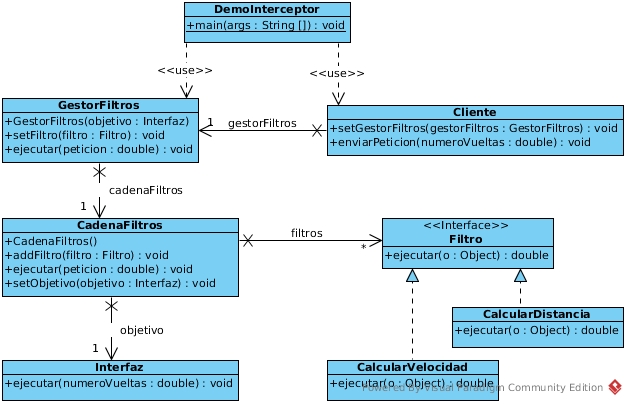 DemoInterceptor
+main(args : String []) : void
<<use>>
<<use>>
GestorFiltros
+GestorFiltros(objetivo : Interfaz)
+setFiltro(filtro : Filtro) : void
+ejecutar(peticion : double) : void
1
gestorFiltros
Cliente
+setGestorFiltros(gestorFiltros : GestorFiltros) : void
+enviarPeticion(numeroVueltas : double) : void
cadenaFiltros
1
CadenaFiltros
+CadenaFiltros()
+addFiltro(filtro : Filtro) : void
+ejecutar(peticion : double) : void
+setObjetivo(objetivo : Interfaz) : void
filtros
*
<<Interface>>
Filtro
+ejecutar(o : Object) : double
objetivo
1
CalcularDistancia
+ejecutar(o : Object) : double
Interfaz
+ejecutar(numeroVueltas : double) : void
CalcularVelocidad
+ejecutar(o : Object) : double
Powered By Visual Paradigm Community Edition